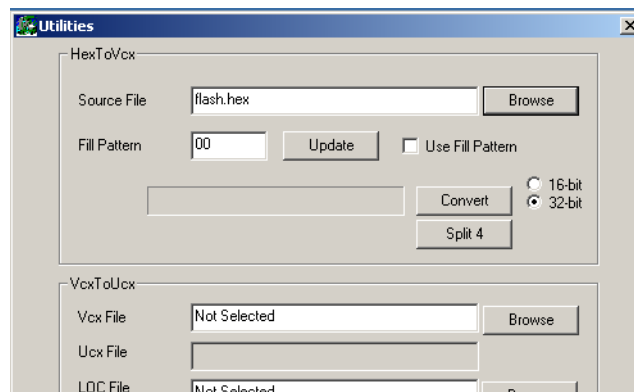 Utilities
HexToVcx
Source File flash.hex Browse
Fill Pattern 00 Update Use Fill Pattern
16-bit
Convert 32-bit
Split 4
VcxToUcx
Vcx File Not Selected Browse
Ucx File
LOC File Not Selected